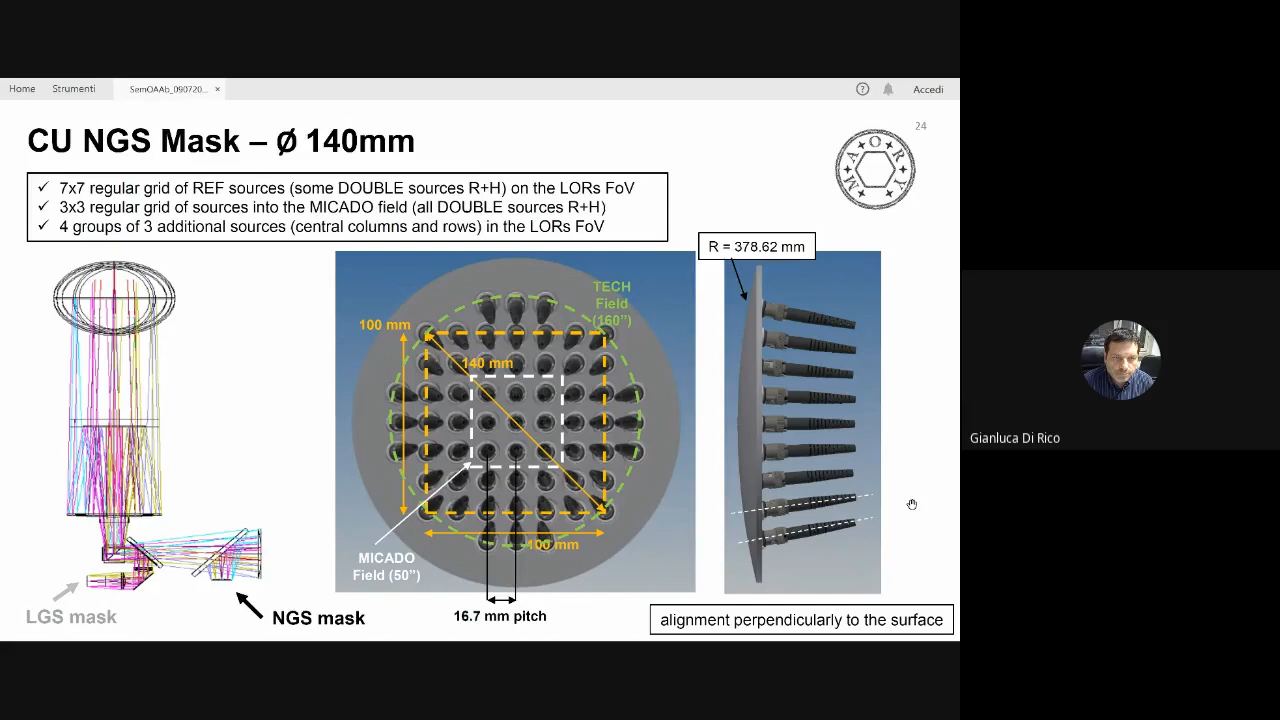 Home Strumenti SemOAAb_090720... × ? Accedi
24
CU NGS Mask – Ø 140mm
M A O R Y
✓ 7x7 regular grid of REF sources (some DOUBLE sources R+H) on the LORs FoV
✓ 3x3 regular grid of sources into the MICADO field (all DOUBLE sources R+H)
✓ 4 groups of 3 additional sources (central columns and rows) in the LORs FoV
R = 378.62 mm
TECH
Field
(160”)
100 mm
140 mm
100 mm
MICADO
Field (50”)
16.7 mm pitch
LGS mask
NGS mask
alignment perpendicularly to the surface
Gianluca Di Rico